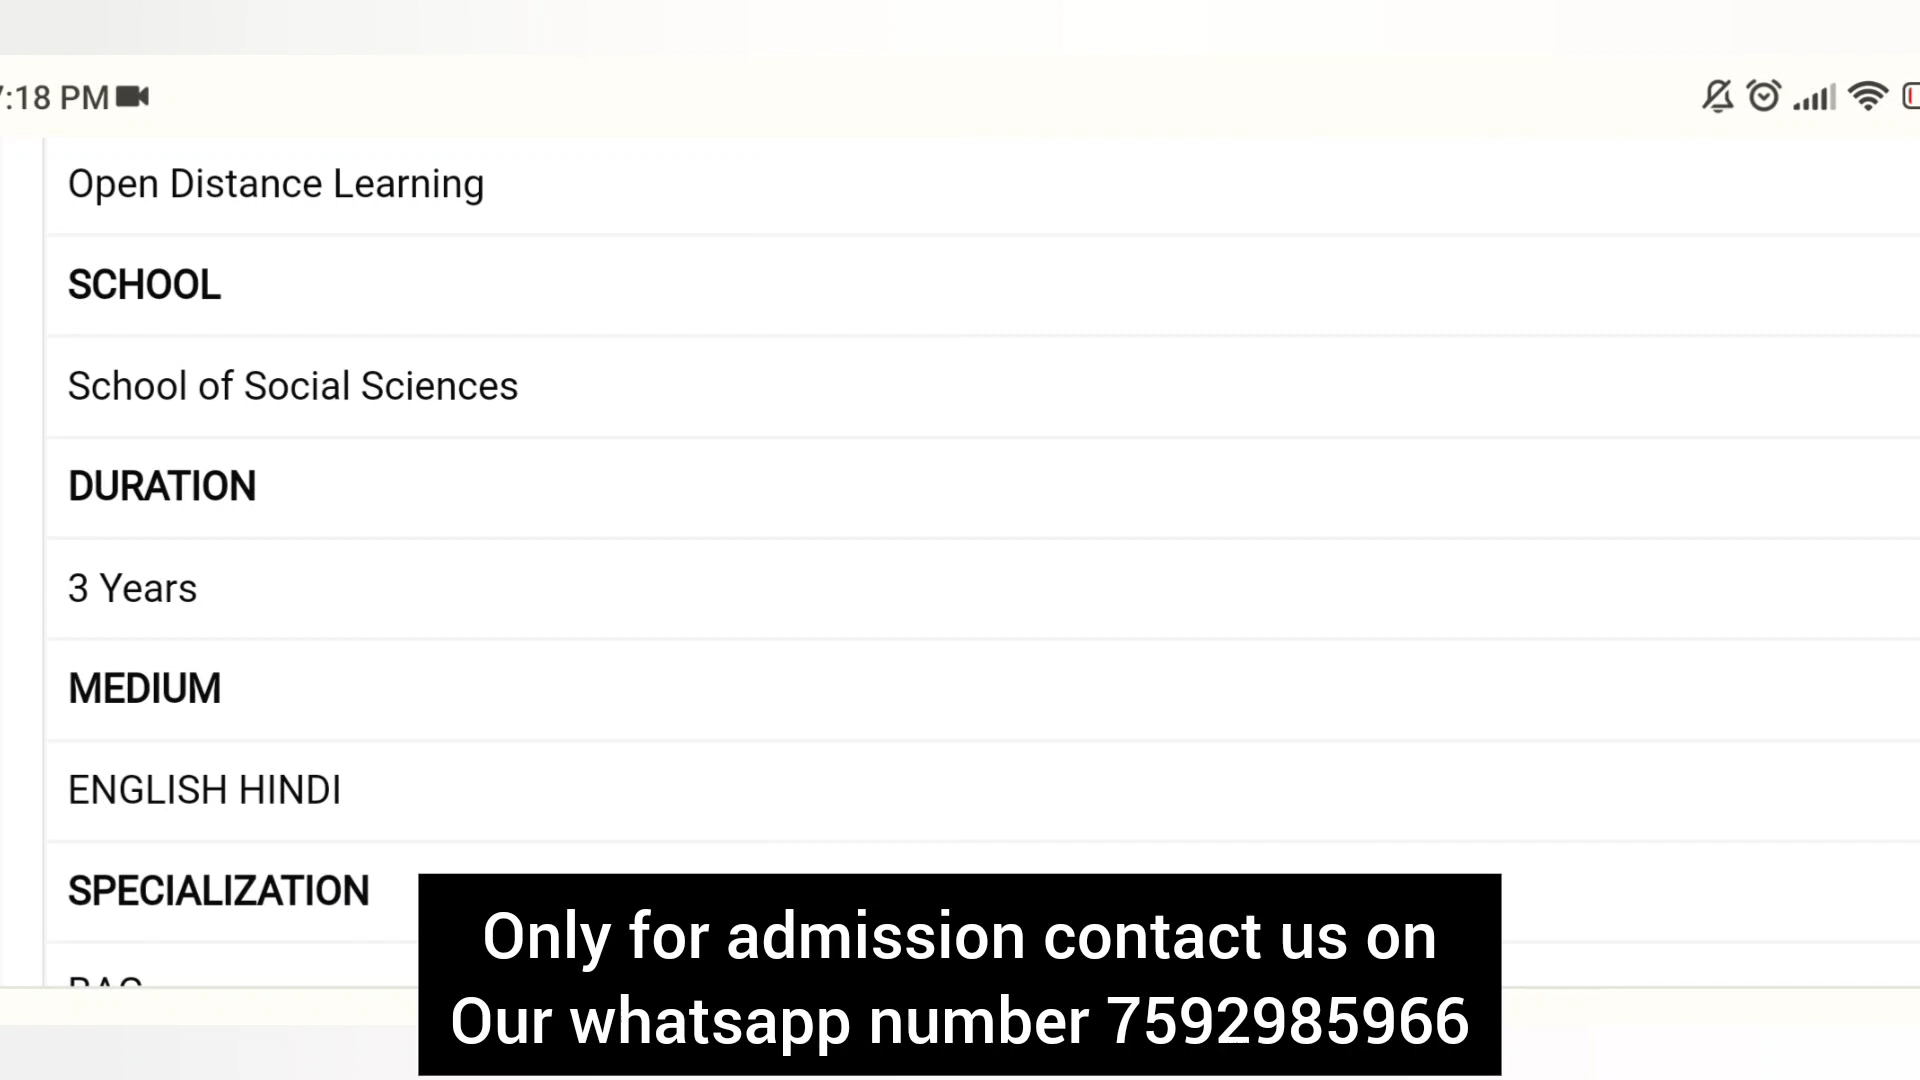 :18 PM
Open Distance Learning
SCHOOL
School of Social Sciences
DURATION
3 Years
MEDIUM
ENGLISH HINDI
SPECIALIZATION
Only for admission contact us on
Our whatsapp number 7592985966